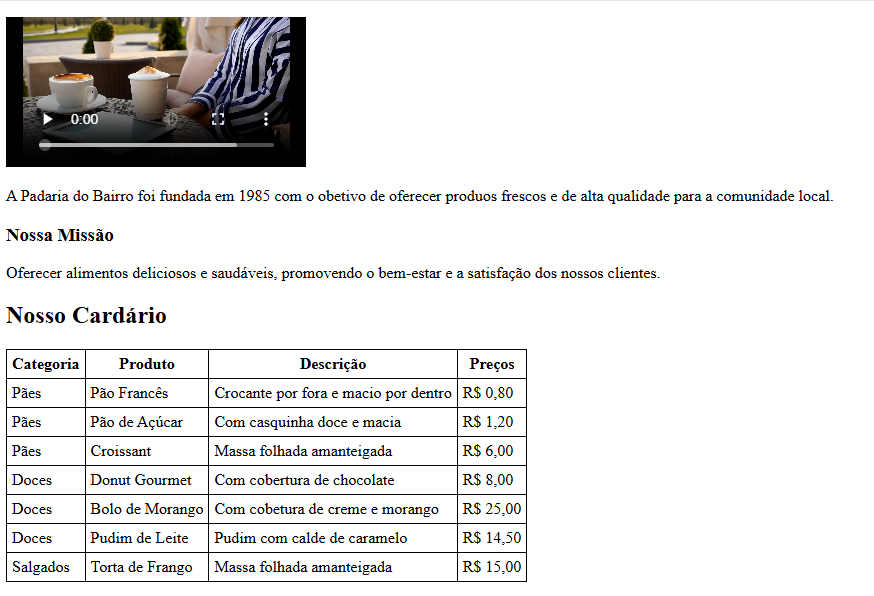 0:00
A Padaria do Bairro foi fundada em 1985 com o obetivo de oferecer produos frescos e de alta qualidade para a comunidade local.
Nossa Missão
Oferecer alimentos deliciosos e saudáveis, promovendo o bem-estar e a satisfação dos nossos clientes.
Nosso Cardário
Categoria Produto Descrição Preços
Pães Pão Francês Crocante por fora e macio por dentro R$ 0,80
Pães Pão de Açúcar Com casquinha doce e macia R$ 1,20
Pães Croissant Massa folhada amanteigada R$ 6,00
Doces Donut Gourmet Com cobertura de chocolate R$ 8,00
Doces Bolo de Morango Com cobetura de creme e morango R$ 25,00
Doces Pudim de Leite Pudim com calde de caramelo R$ 14,50
Salgados Torta de Frango Massa folhada amanteigada R$ 15,00